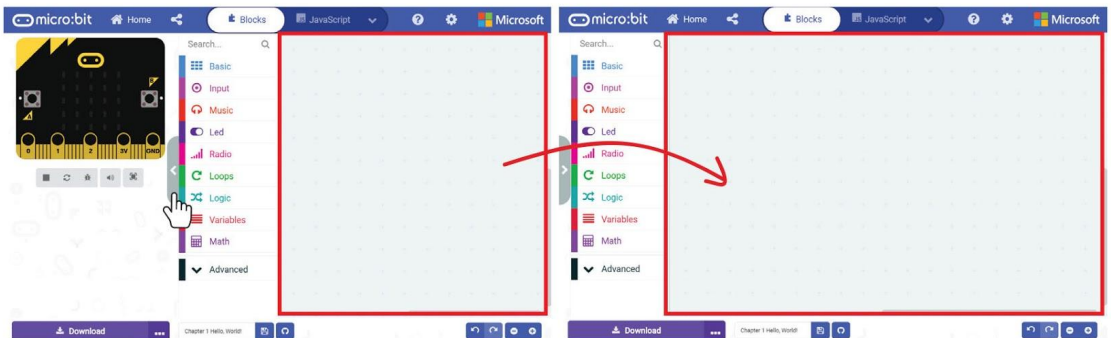 micro:bit Home Blocks JavaScript Microsoft
Search...
Basic
Input
Music
Led
Radio
Loops
Logic
Variables
Math
Advanced
B
A
0 1 2 3V GND
Download ... Chapter 1 Hello, World!
micro:bit Home Blocks JavaScript Microsoft
Search...
Basic
Input
Music
Led
Radio
Loops
Logic
Variables
Math
Advanced
Download ... Chapter 1 Hello, World!